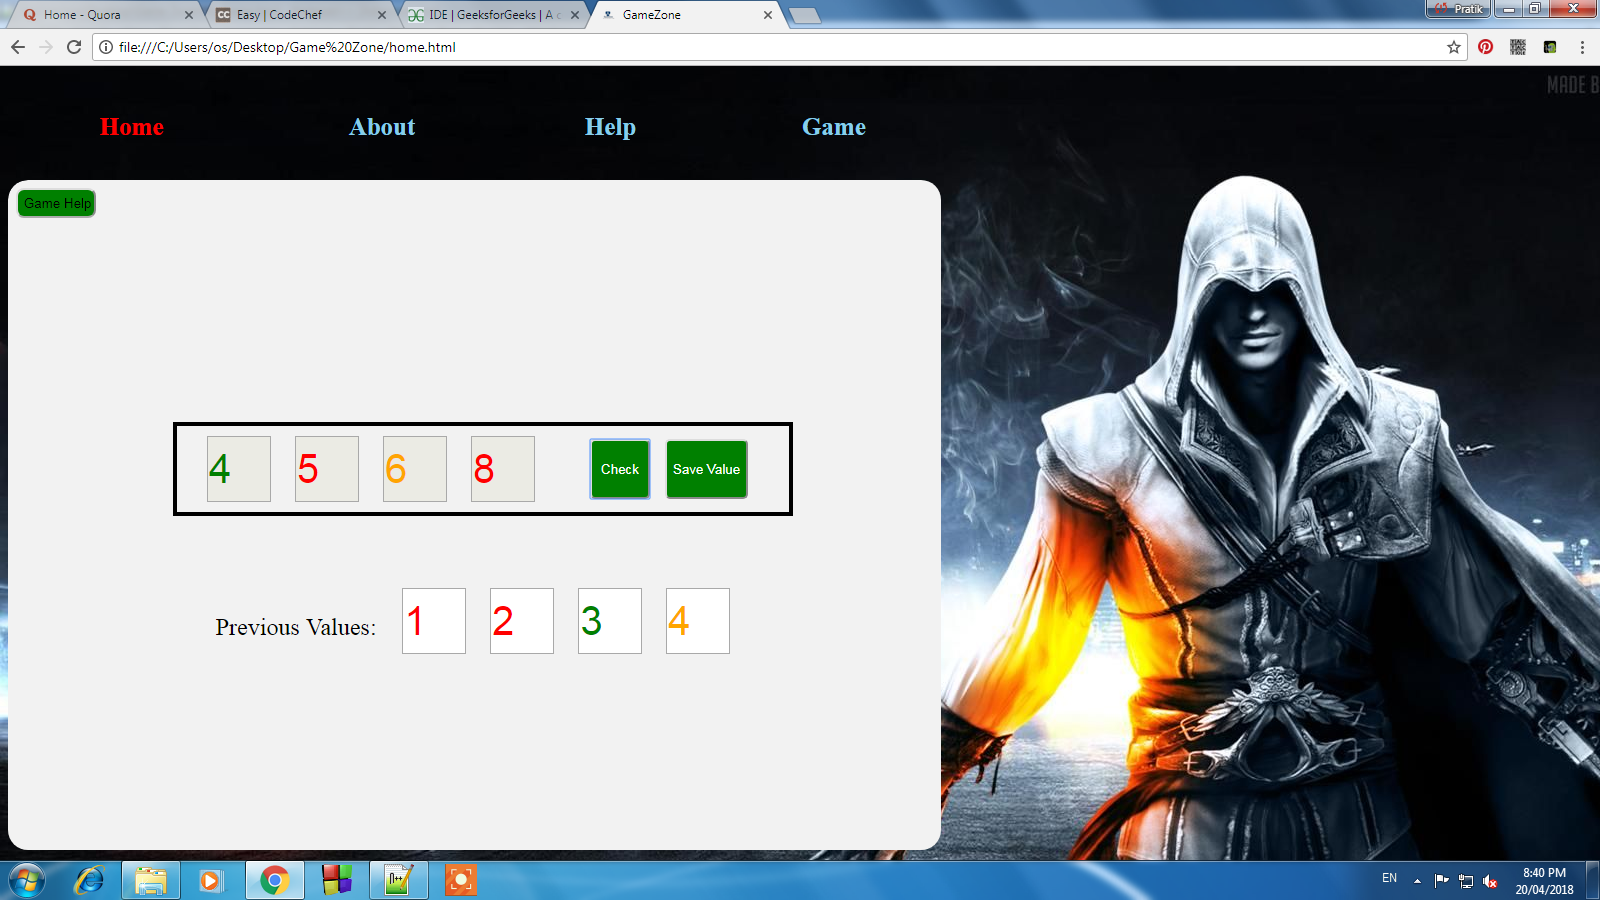 Home - Quora
Easy | CodeChef
IDE | GeeksforGeeks | A c
GameZone
Pratik
file:///C:/Users/os/Desktop/Game%20Zone/home.html
MADE B
Home About Help Game
Game Help
4 5 6 8 Check Save Value
Previous Values: 1 2 3 4
EN
8:40 PM
20/04/2018